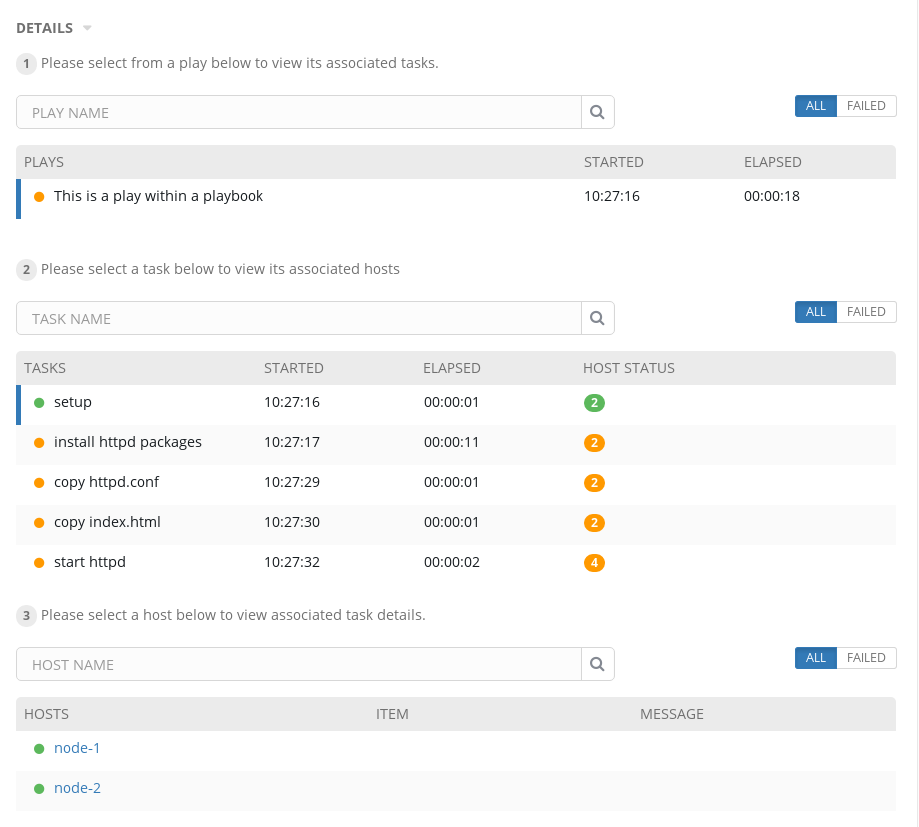 DETAILS
1 Please select from a play below to view its associated tasks.
PLAY NAME ALL FAILED
PLAYS STARTED ELAPSED
This is a play within a playbook 10:27:16 00:00:18
2 Please select a task below to view its associated hosts
TASK NAME ALL FAILED
TASKS STARTED ELAPSED HOST STATUS
setup 10:27:16 00:00:01 2
install httpd packages 10:27:17 00:00:11 2
copy httpd.conf 10:27:29 00:00:01 2
copy index.html 10:27:30 00:00:01 2
start httpd 10:27:32 00:00:02 4
3 Please select a host below to view associated task details.
HOST NAME ALL FAILED
HOSTS ITEM MESSAGE
node-1
node-2